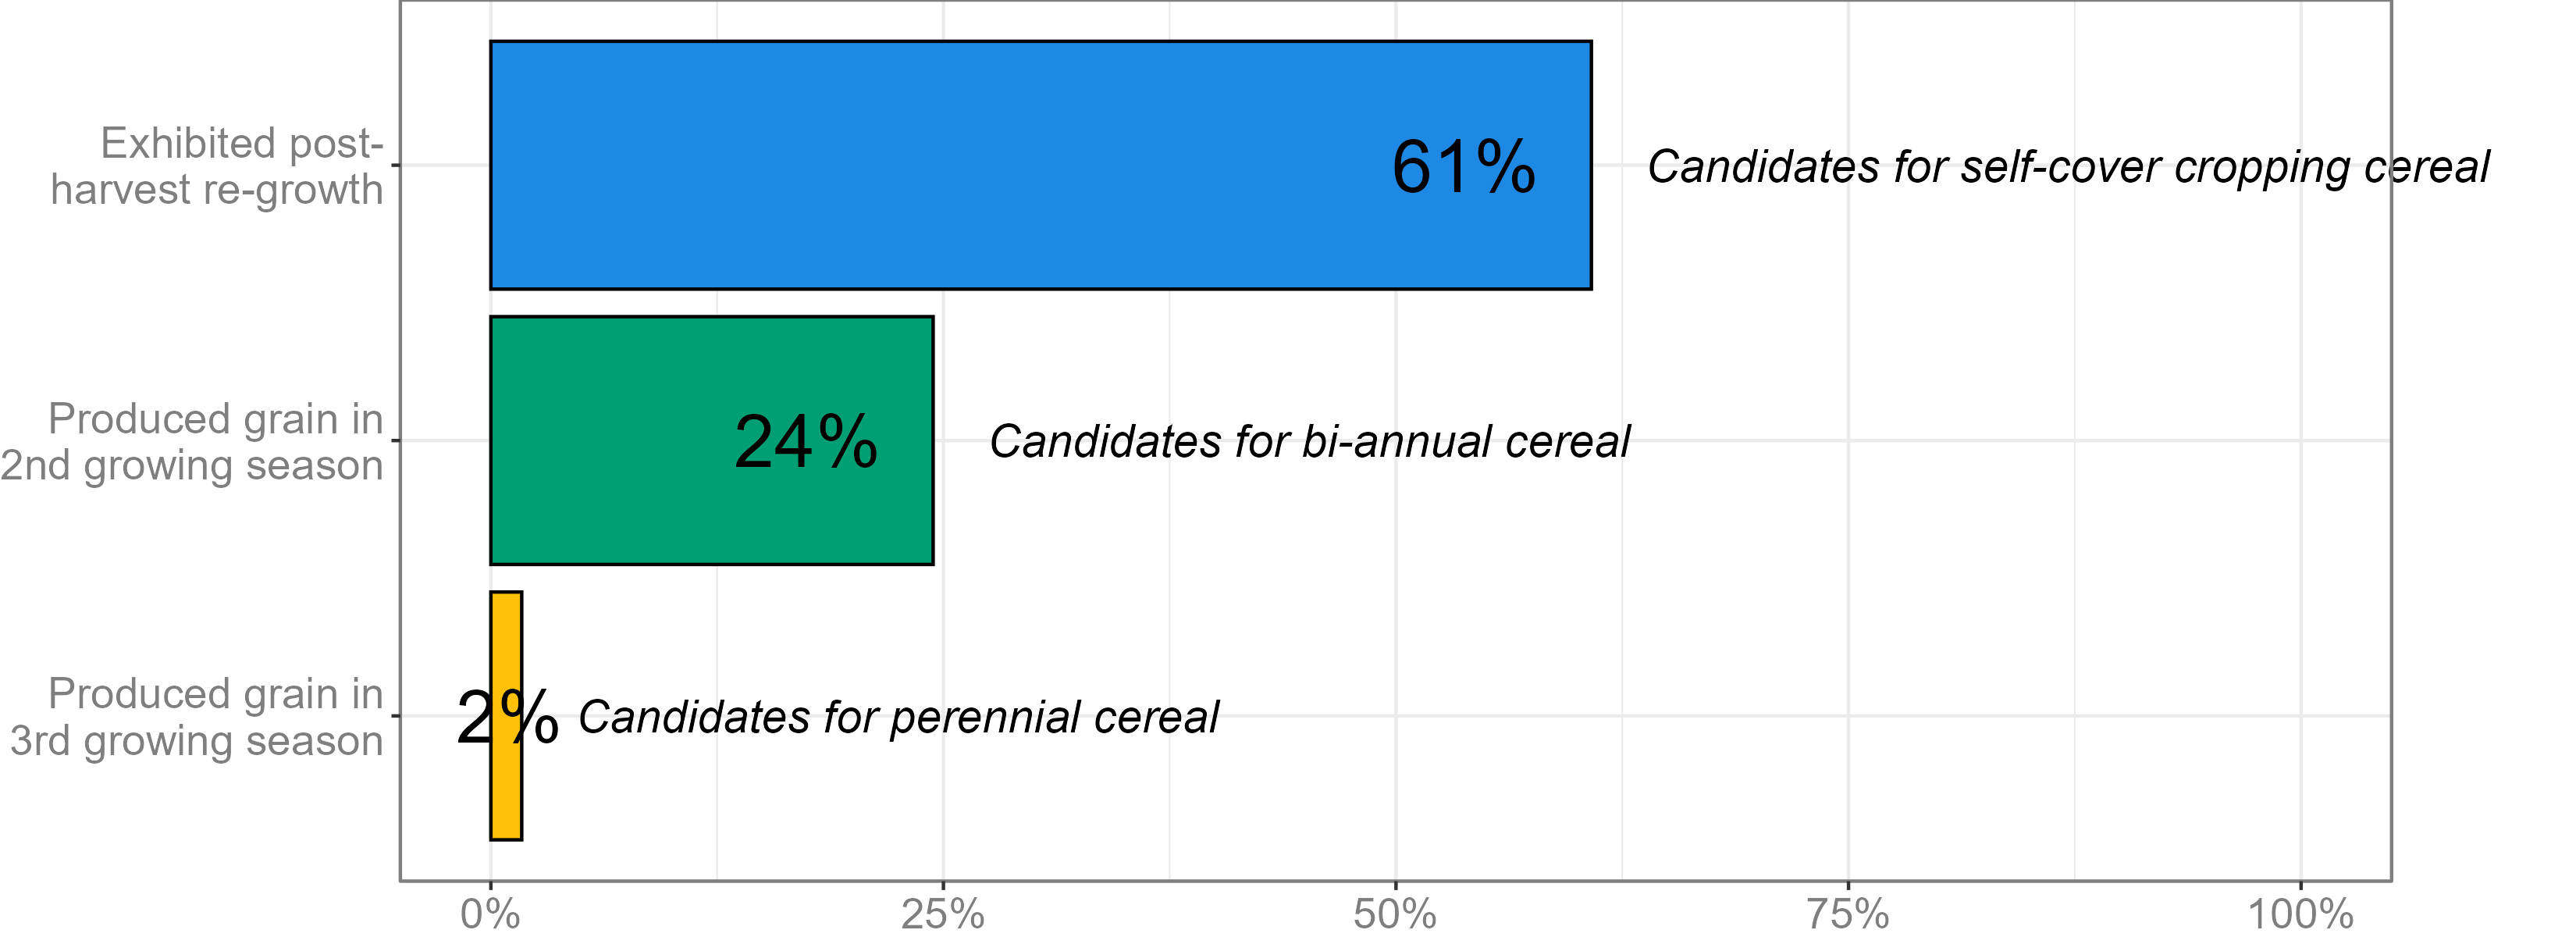 Exhibited post-
harvest re-growth
61%
Candidates for self-cover cropping cereal
Produced grain in
2nd growing season
24%
Candidates for bi-annual cereal
Produced grain in
3rd growing season
2%
Candidates for perennial cereal
0%
25%
50%
75%
100%